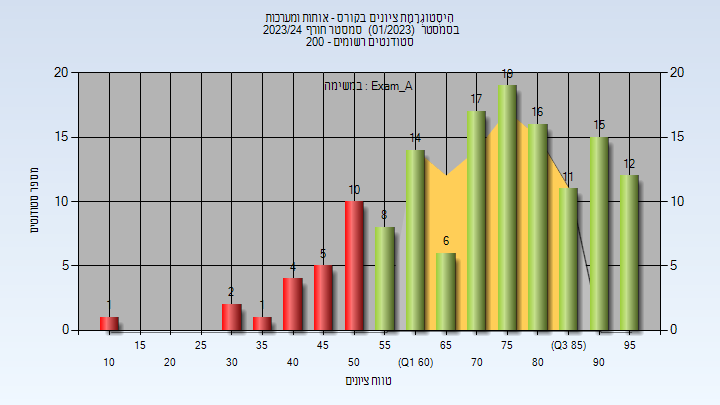 היסטוגרמת ציונים בקורס - אותות ומערכות
בסמסטר (01/2023) סמסטר חורף 2023/24
סטודנטים רשומים - 200
במשימה : Exam_A
מספר סטודנטים
20 20
15 15
10 10
5 5
0 0
1 2 1 4 5 10 8 14 6 17 19 16 11 15 12
15 25 35 45 55 65 75 (Q3 85) 95
10 20 30 40 50 (Q1 60) 70 80 90
טווח ציונים